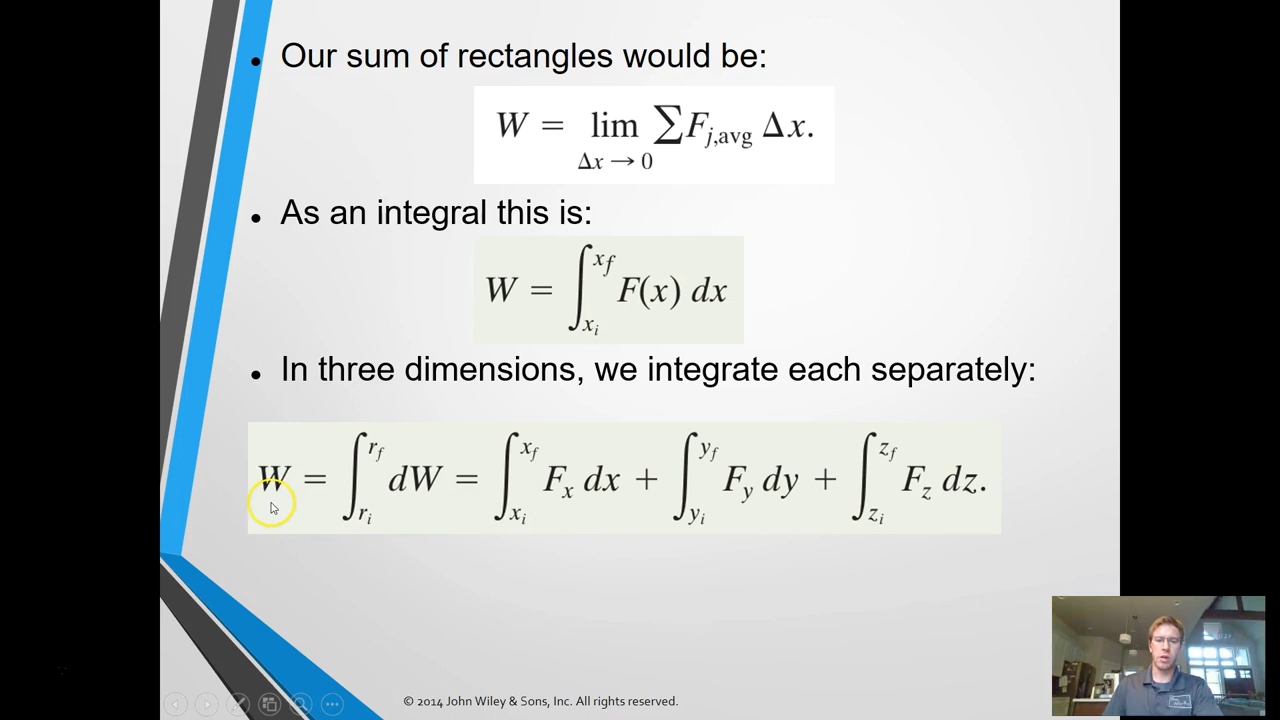 • Our sum of rectangles would be:
W = lim Σ F_{j,avg} Δx.
Δx → 0
• As an integral this is:
W = ∫_{x_i}^{x_f} F(x) dx
• In three dimensions, we integrate each separately:
W = ∫_{r_i}^{r_f} dW = ∫_{x_i}^{x_f} F_x dx + ∫_{y_i}^{y_f} F_y dy + ∫_{z_i}^{z_f} F_z dz.
© 2014 John Wiley & Sons, Inc. All rights reserved.